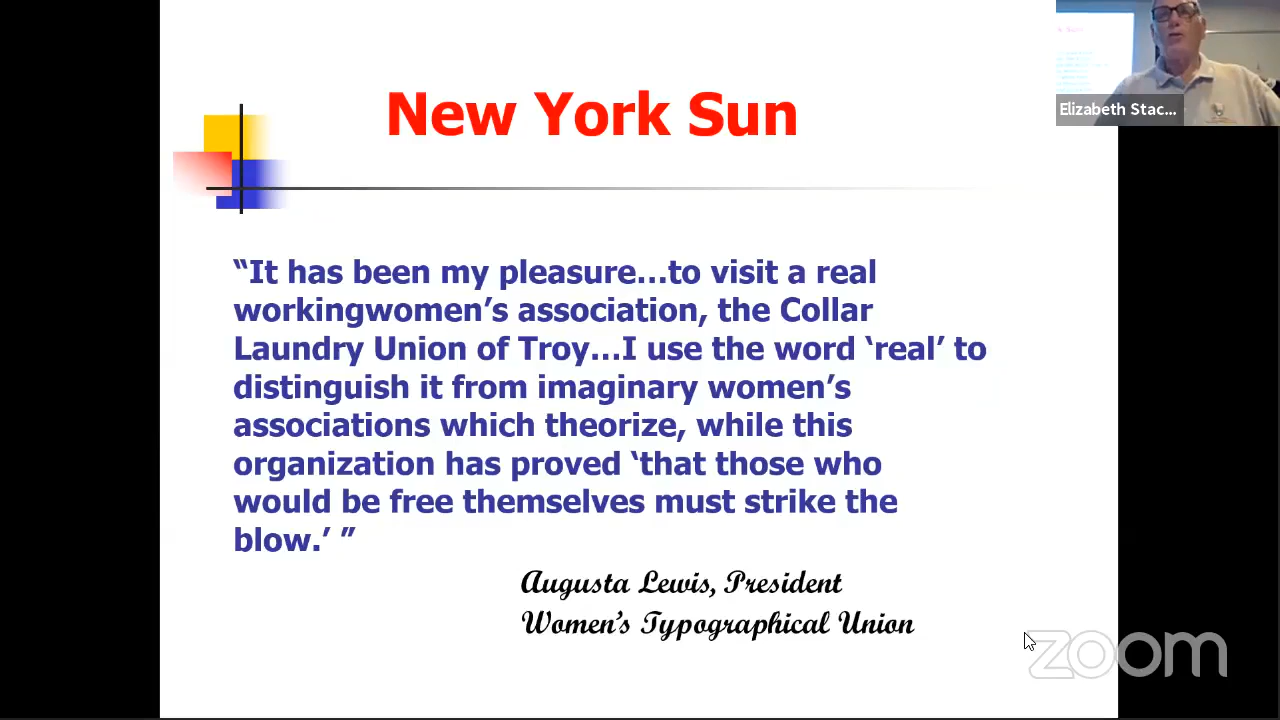 New York Sun
Elizabeth Stac...
“It has been my pleasure...to visit a real
workingwomen’s association, the Collar
Laundry Union of Troy...I use the word ‘real’ to
distinguish it from imaginary women’s
associations which theorize, while this
organization has proved ‘that those who
would be free themselves must strike the
blow.’ ”
Augusta Lewis, President
Women’s Typographical Union
zoom